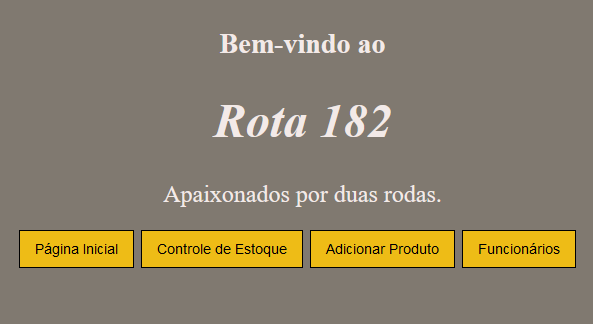 Bem-vindo ao
Rota 182
Apaixonados por duas rodas.
Página Inicial Controle de Estoque Adicionar Produto Funcionários